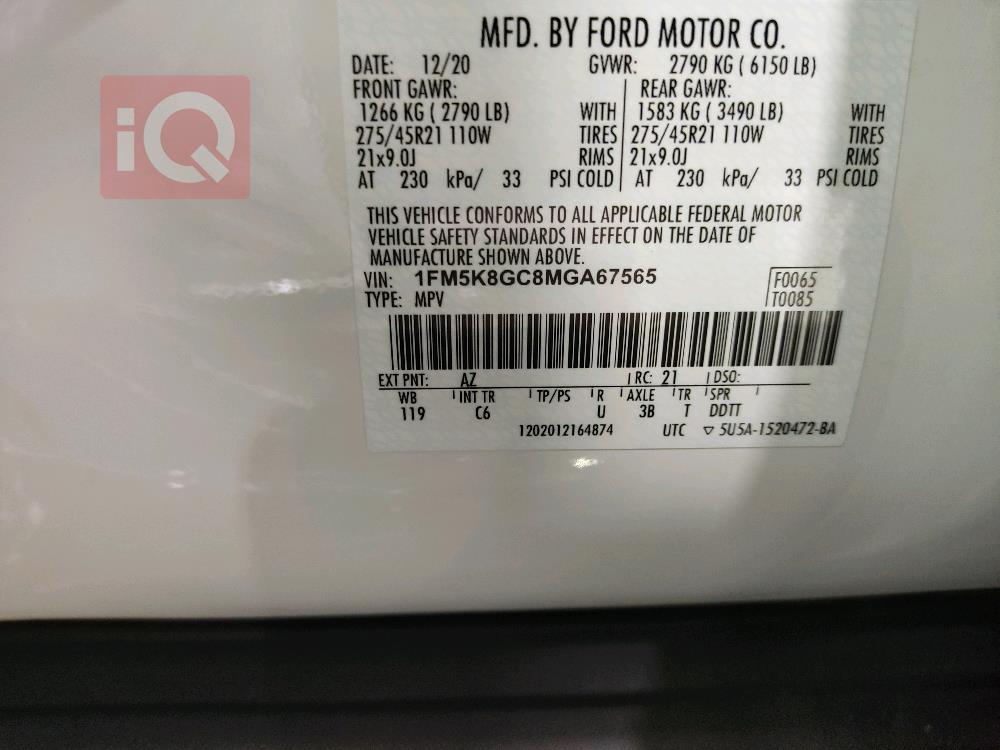 MFD. BY FORD MOTOR CO.
DATE: 12/20 GVWR: 2790 KG ( 6150 LB)
FRONT GAWR: REAR GAWR:
1266 KG ( 2790 LB) WITH 1583 KG ( 3490 LB) WITH
275/45R21 110W TIRES 275/45R21 110W TIRES
21x9.0J RIMS 21x9.0J RIMS
AT 230 kPa/ 33 PSI COLD AT 230 kPa/ 33 PSI COLD
THIS VEHICLE CONFORMS TO ALL APPLICABLE FEDERAL MOTOR
VEHICLE SAFETY STANDARDS IN EFFECT ON THE DATE OF
MANUFACTURE SHOWN ABOVE.
VIN: 1FM5K8GC8MGA67565 F0065
TYPE: MPV T0085
EXT PNT: AZ RC: 21 DSO:
WB INT TR TP/PS R AXLE TR SPR
119 C6 U 3B T DDTT
1202012164874 UTC ▽ 5U5A-1520472-BA
iQ